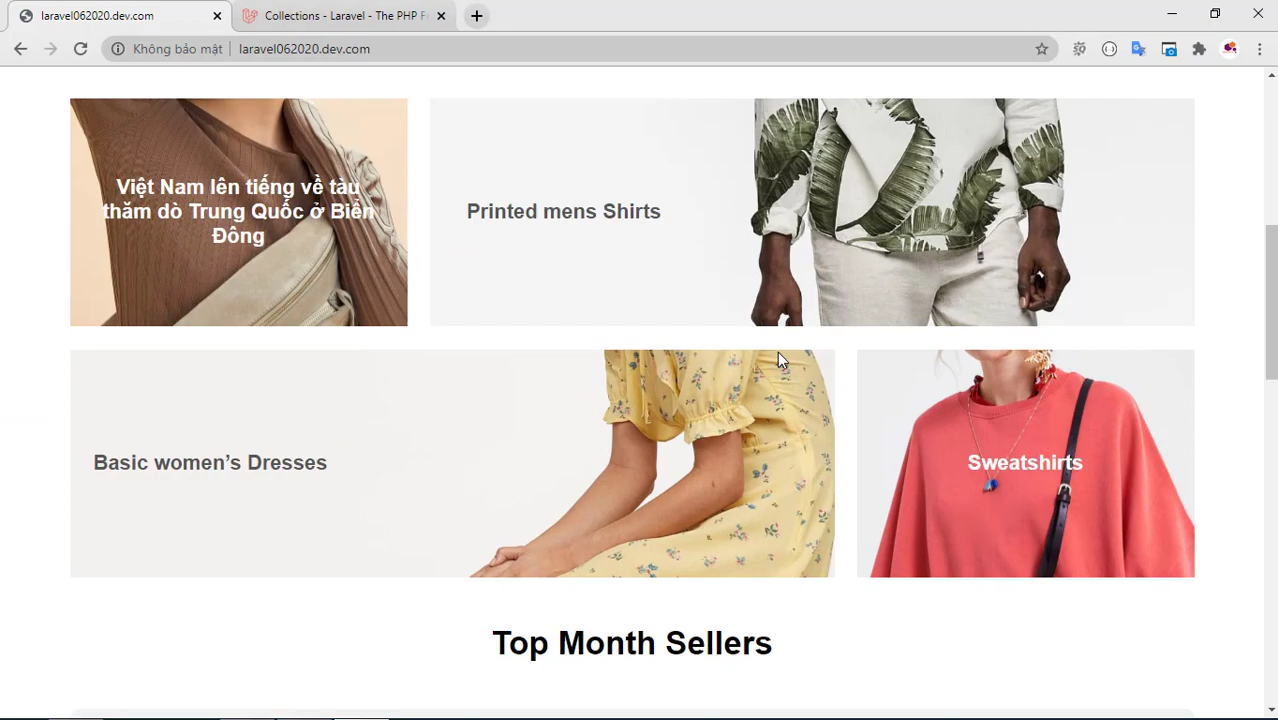 laravel062020.dev.com
Collections - Laravel - The PHP F
Không bảo mật
laravel062020.dev.com
Việt Nam lên tiếng về tàu
thăm dò Trung Quốc ở Biển
Đông
Printed mens Shirts
Basic women’s Dresses
Sweatshirts
Top Month Sellers